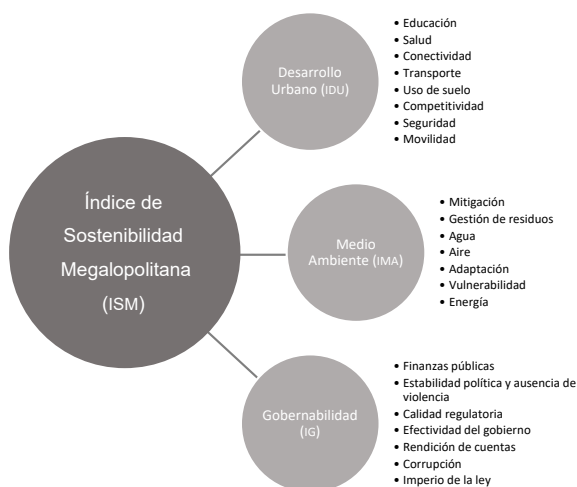 Índice de
Sostenibilidad
Megalopolitana
(ISM)
Desarrollo
Urbano (IDU)
• Educación
• Salud
• Conectividad
• Transporte
• Uso de suelo
• Competitividad
• Seguridad
• Movilidad
Medio
Ambiente (IMA)
• Mitigación
• Gestión de residuos
• Agua
• Aire
• Adaptación
• Vulnerabilidad
• Energía
Gobernabilidad
(IG)
• Finanzas públicas
• Estabilidad política y ausencia de
violencia
• Calidad regulatoria
• Efectividad del gobierno
• Rendición de cuentas
• Corrupción
• Imperio de la ley